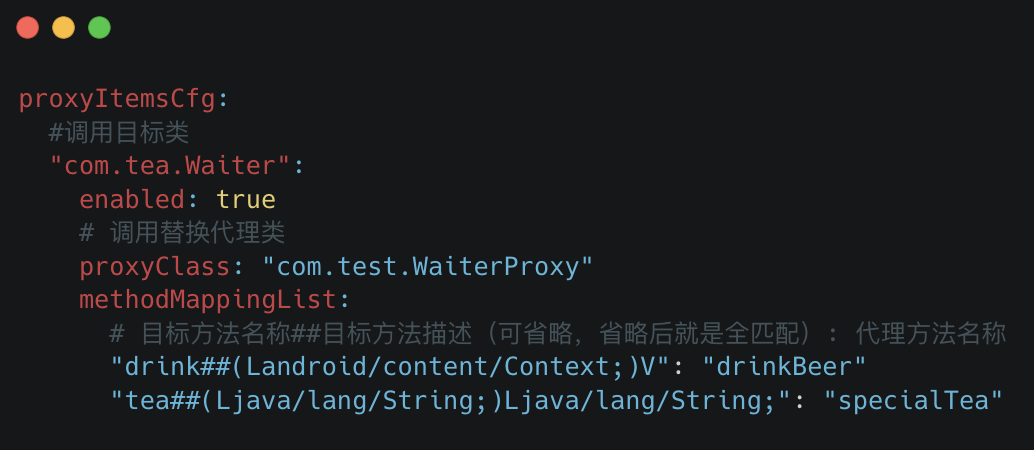 proxyItemsCfg:
  #调用目标类
  "com.tea.Waiter":
    enabled: true
    # 调用替换代理类
    proxyClass: "com.test.WaiterProxy"
    methodMappingList:
      # 目标方法名称##目标方法描述（可省略，省略后就是全匹配）: 代理方法名称
      "drink##(Landroid/content/Context;)V": "drinkBeer"
      "tea##(Ljava/lang/String;)Ljava/lang/String;": "specialTea"